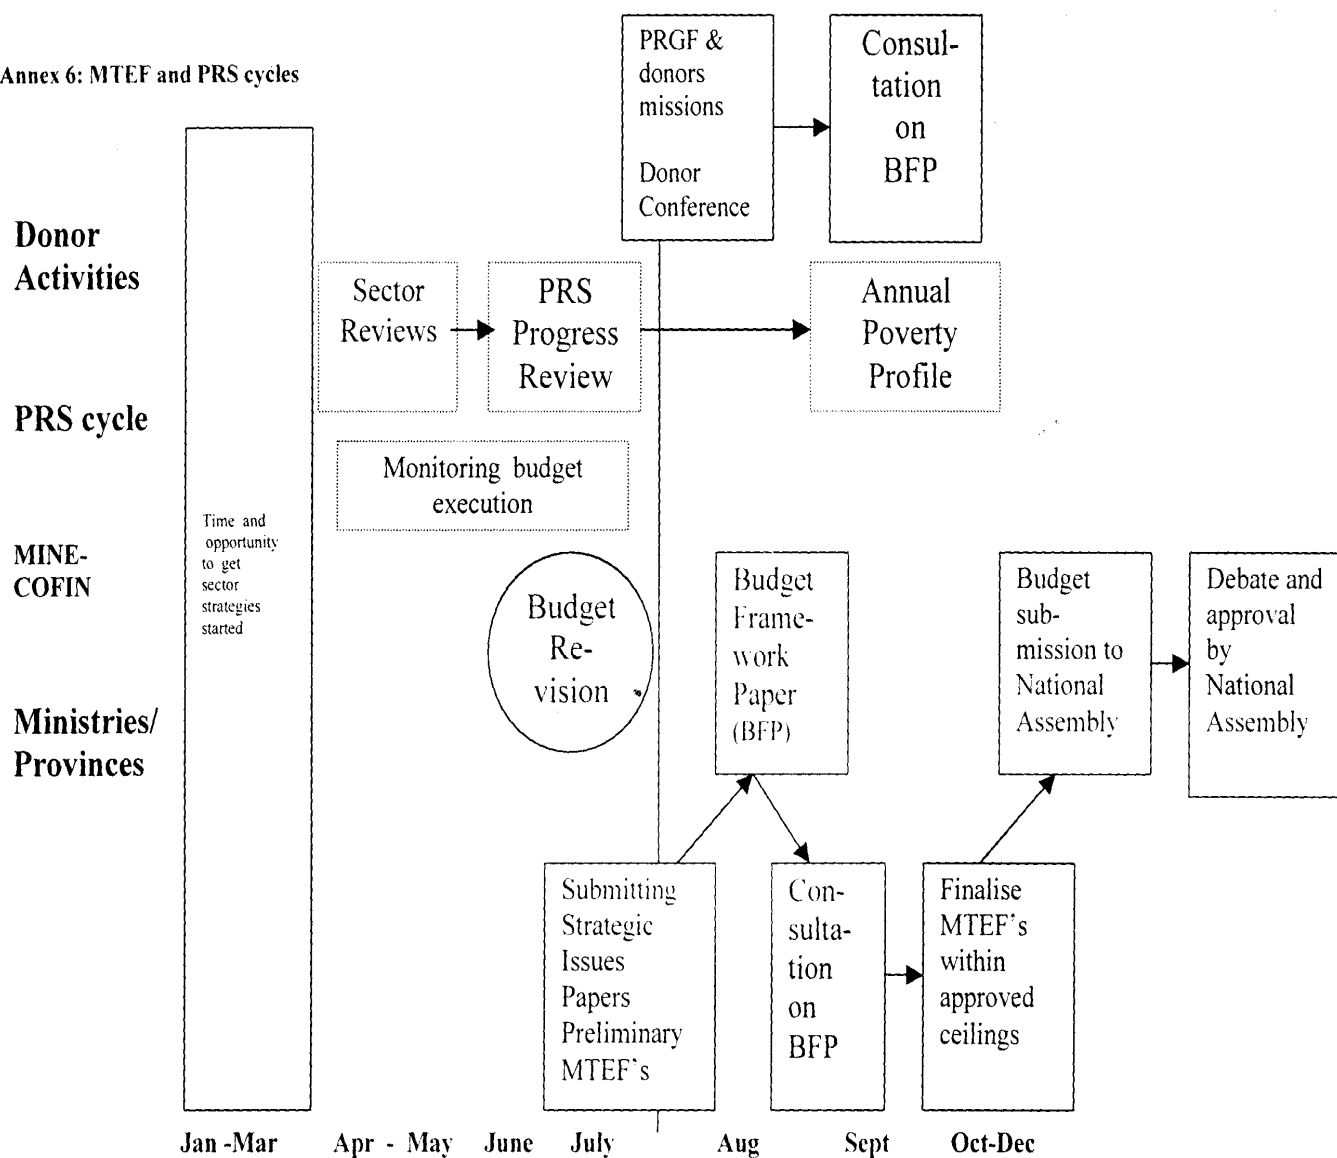 Annex 6: MTEF and PRS cycles
PRGF &
donors
missions
Donor
Conference
Consul-
tation
on
BFP
Donor
Activities
Sector
Reviews
PRS
Progress
Review
Annual
Poverty
Profile
PRS cycle
Monitoring budget
execution
Time and
opportunity
to get
sector
strategies
started
MINE-
COFIN
Budget
Re-
vision
Budget
Frame-
work
Paper
(BFP)
Budget
sub-
mission to
National
Assembly
Debate and
approval
by
National
Assembly
Ministries/
Provinces
Submitting
Strategic
Issues
Papers
Preliminary
MTEF`s
Con-
sulta-
tion
on
BFP
Finalise
MTEF`s
within
approved
ceilings
Jan -Mar Apr - May June July Aug Sept Oct-Dec